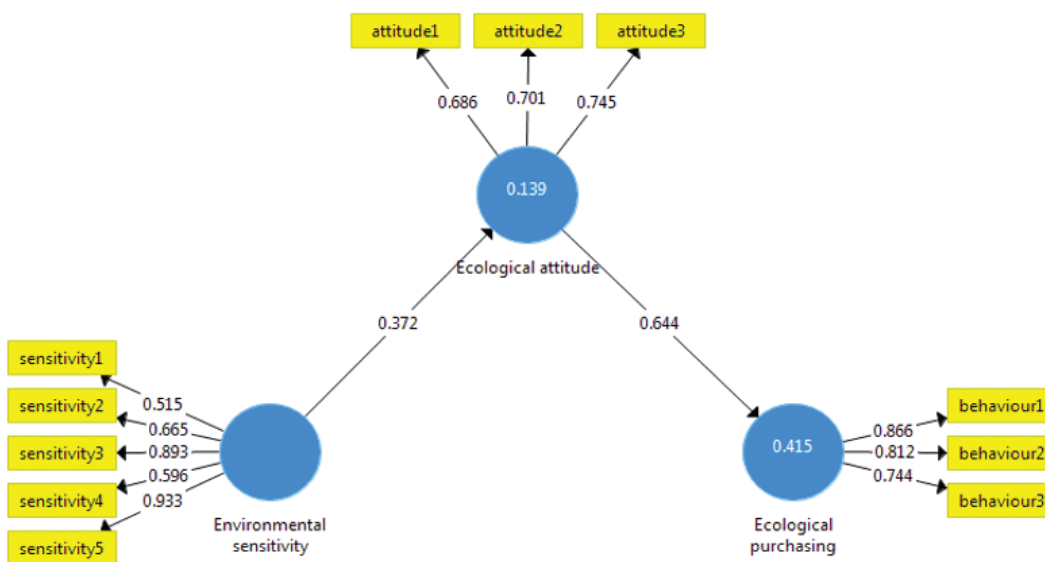 attitude1 attitude2 attitude3
0.686 0.701 0.745
0.139
Ecological attitude
0.372 0.644
sensitivity1
sensitivity2
sensitivity3
sensitivity4
sensitivity5
0.515
0.665
0.893
0.596
0.933
Environmental
sensitivity
0.415
Ecological
purchasing
0.866
0.812
0.744
behaviour1
behaviour2
behaviour3